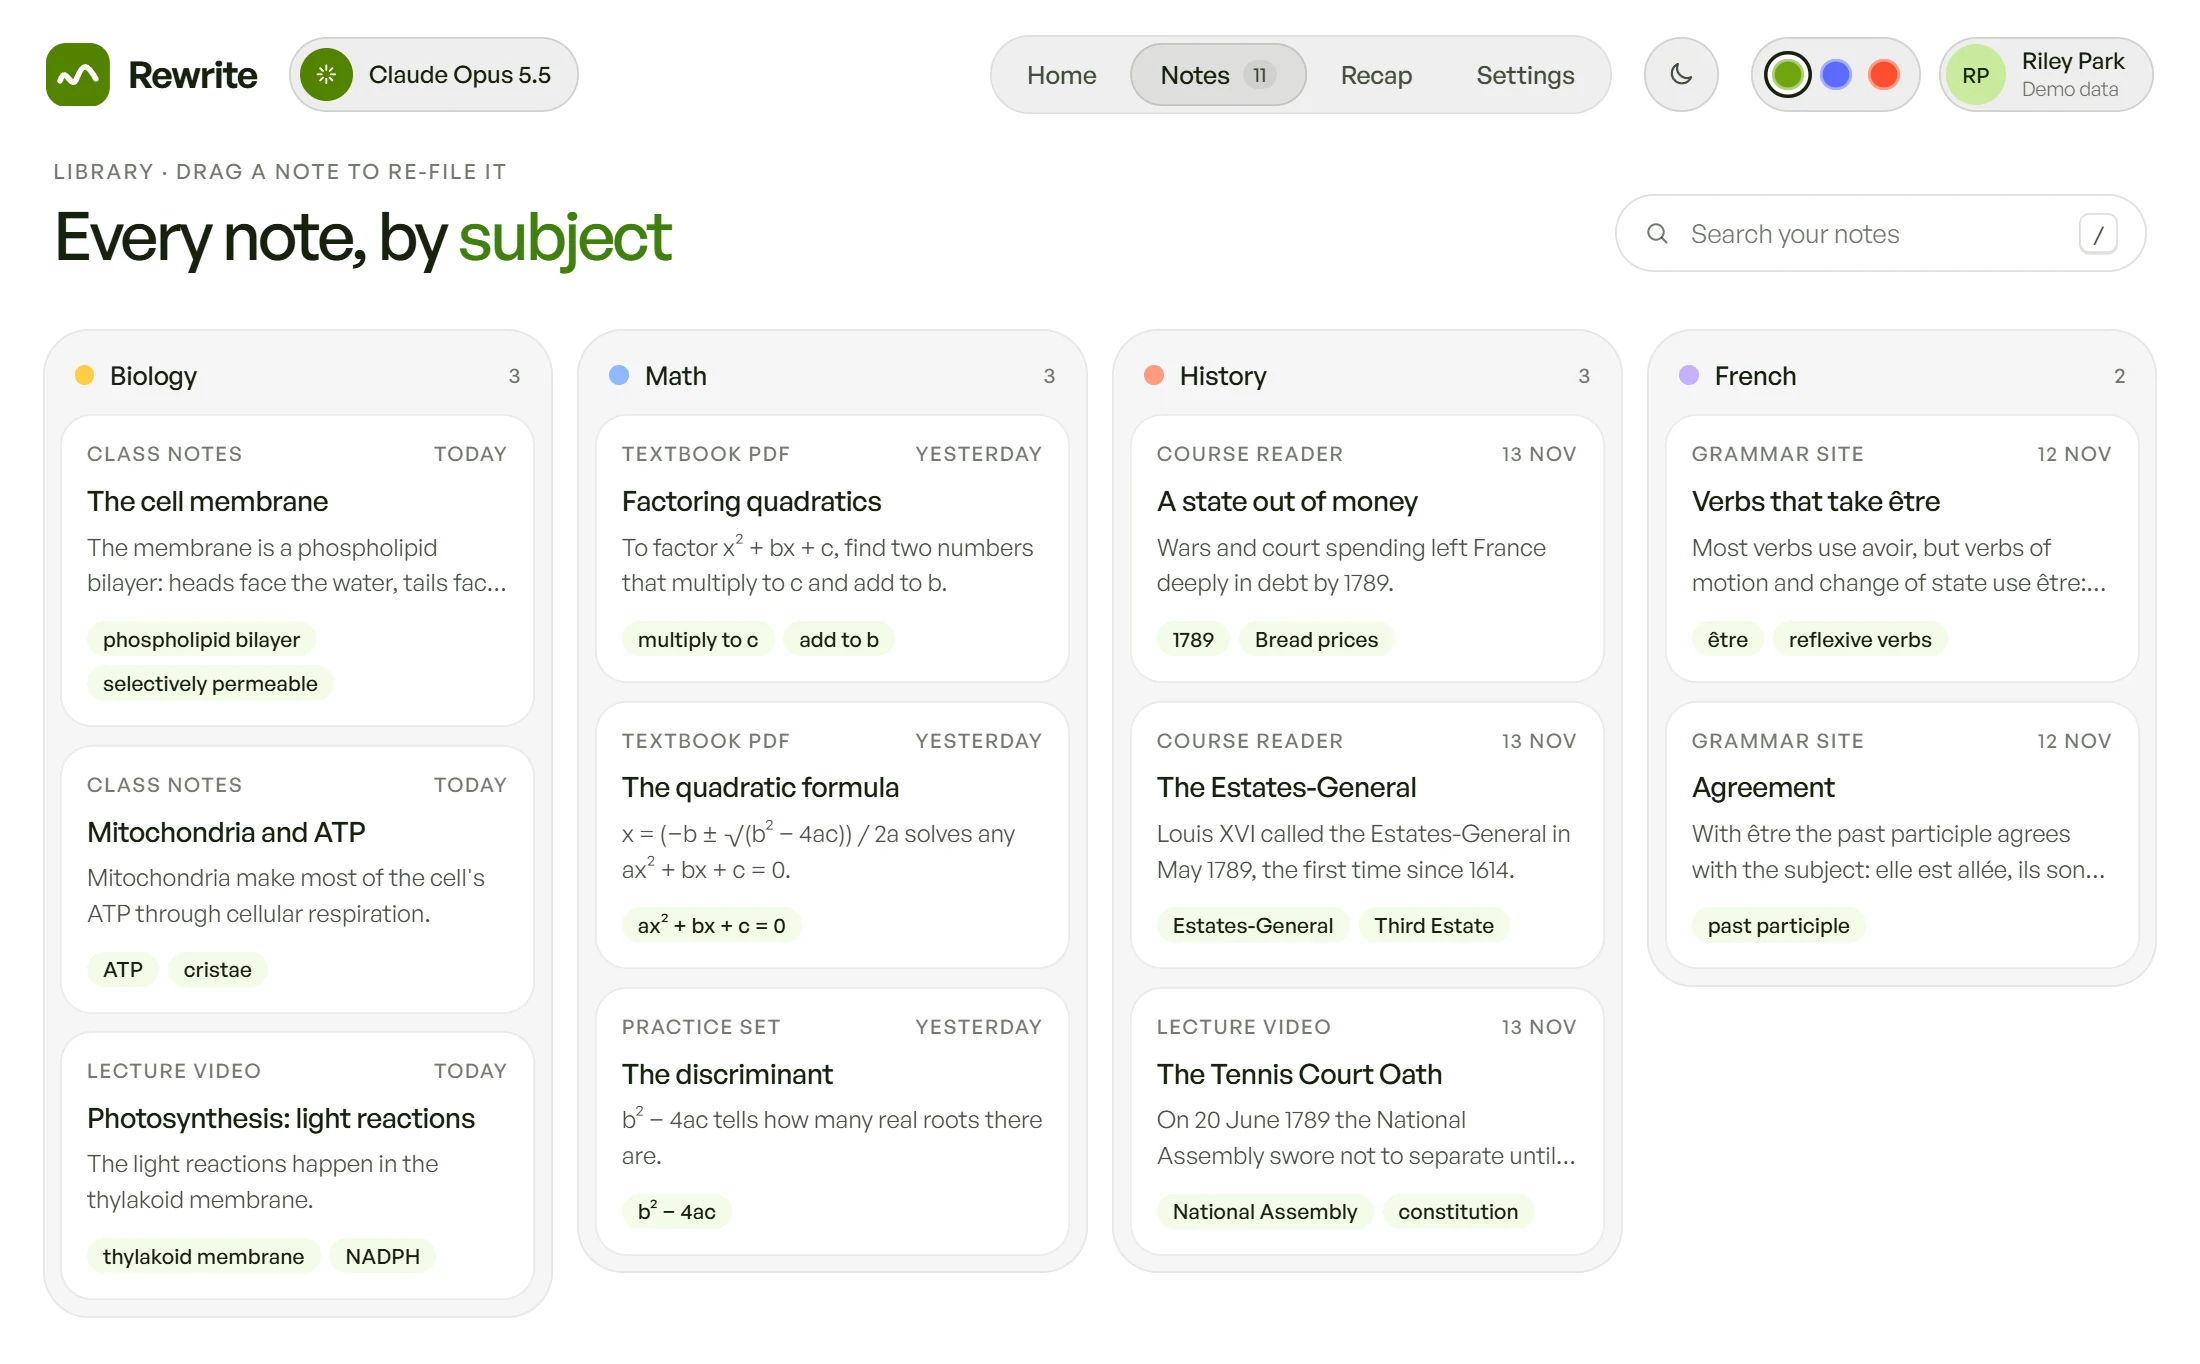 Rewrite
Claude Opus 5.5
Home
Notes 11
Recap
Settings
RP
Riley Park
Demo data
LIBRARY · DRAG A NOTE TO RE-FILE IT
Every note, by subject
Search your notes
/
Biology 3
CLASS NOTES TODAY
The cell membrane
The membrane is a phospholipid
bilayer: heads face the water, tails fac...
phospholipid bilayer
selectively permeable
CLASS NOTES TODAY
Mitochondria and ATP
Mitochondria make most of the cell's
ATP through cellular respiration.
ATP cristae
LECTURE VIDEO TODAY
Photosynthesis: light reactions
The light reactions happen in the
thylakoid membrane.
thylakoid membrane NADPH
Math 3
TEXTBOOK PDF YESTERDAY
Factoring quadratics
To factor x² + bx + c, find two numbers
that multiply to c and add to b.
multiply to c add to b
TEXTBOOK PDF YESTERDAY
The quadratic formula
x = (−b ± √(b² − 4ac)) / 2a solves any
ax² + bx + c = 0.
ax² + bx + c = 0
PRACTICE SET YESTERDAY
The discriminant
b² − 4ac tells how many real roots there
are.
b² − 4ac
History 3
COURSE READER 13 NOV
A state out of money
Wars and court spending left France
deeply in debt by 1789.
1789 Bread prices
COURSE READER 13 NOV
The Estates-General
Louis XVI called the Estates-General in
May 1789, the first time since 1614.
Estates-General Third Estate
LECTURE VIDEO 13 NOV
The Tennis Court Oath
On 20 June 1789 the National
Assembly swore not to separate until...
National Assembly constitution
French 2
GRAMMAR SITE 12 NOV
Verbs that take être
Most verbs use avoir, but verbs of
motion and change of state use être:...
être reflexive verbs
GRAMMAR SITE 12 NOV
Agreement
With être the past participle agrees
with the subject: elle est allée, ils son...
past participle